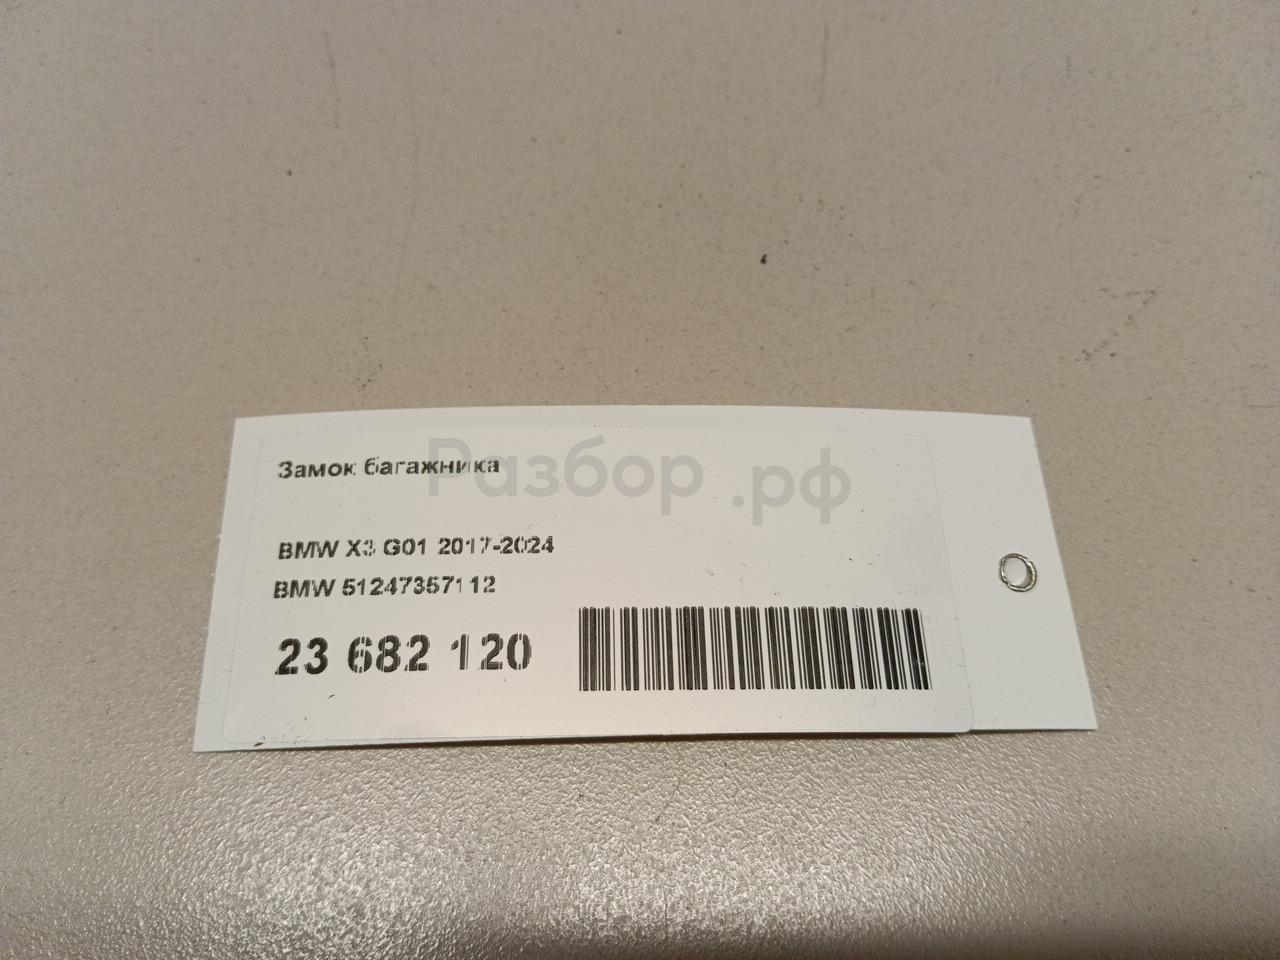 Замок багажника
Разбор.рф
BMW X3 G01 2017-2024
BMW 51247357112
23 682 120